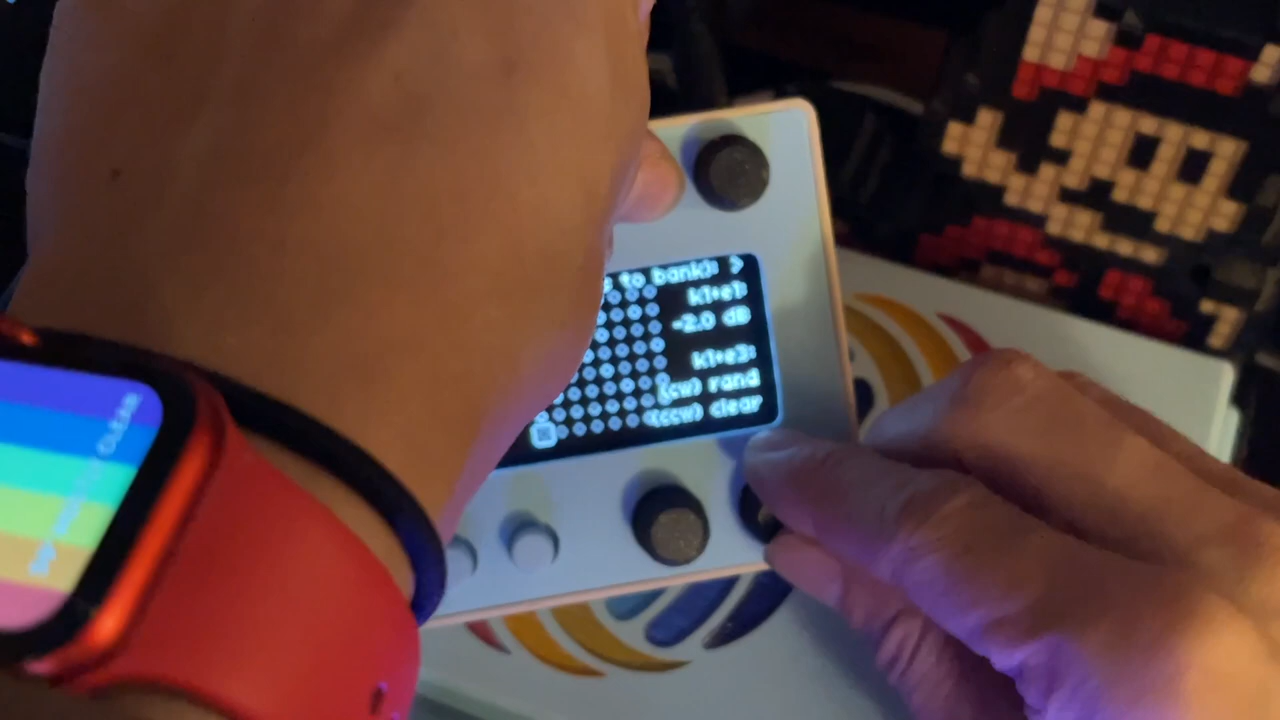 to bank): >
k1+e1:
-2.0 dB
k1+e3:
(cw) rand
(ccw) clear